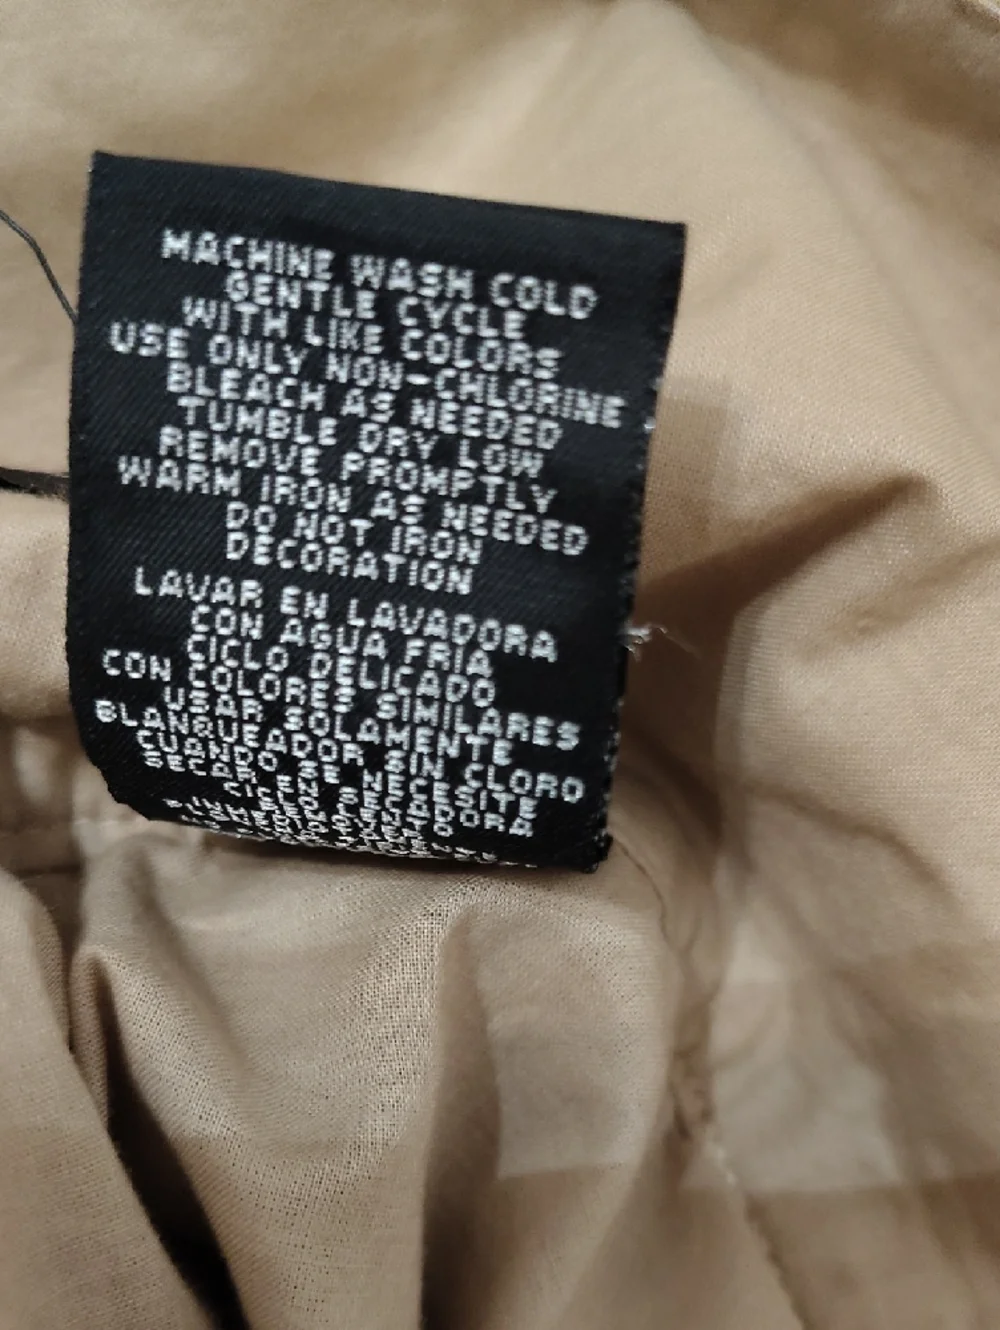 MACHINE WASH COLD
GENTLE CYCLE
WITH LIKE COLORS
USE ONLY NON-CHLORINE
BLEACH AS NEEDED
TUMBLE DRY LOW
REMOVE PROMPTLY
WARM IRON AS NEEDED
DO NOT IRON
DECORATION
LAVAR EN LAVADORA
CON AGUA FRIA
CICLO DELICADO
CON COLORES SIMILARES
USAR SOLAMENTE
BLANQUEADOR SIN CLORO
CUANDO SE NECESITE
SECAR EN SECADORA